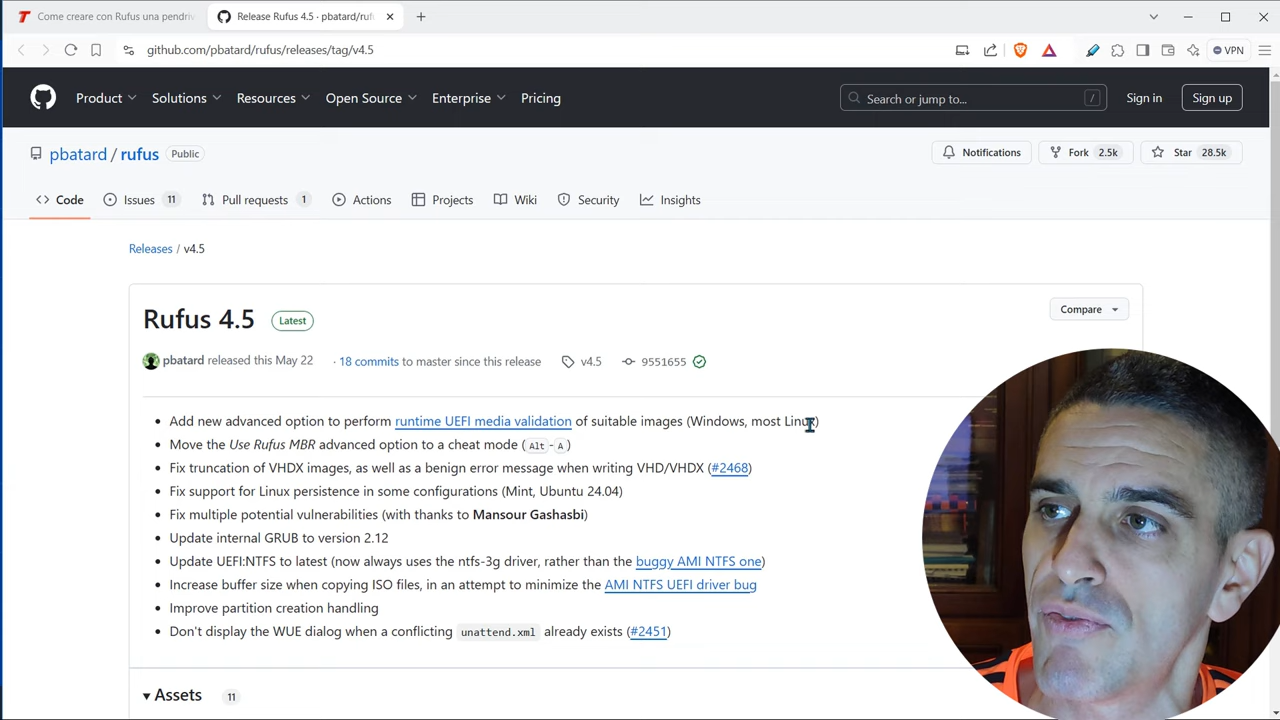 Come creare con Rufus una pendriv
Release Rufus 4.5 · pbatard/ruf
github.com/pbatard/rufus/releases/tag/v4.5
VPN
Product
Solutions
Resources
Open Source
Enterprise
Pricing
Search or jump to...
/
Sign in
Sign up
pbatard / rufus
Public
Notifications
Fork 2.5k
Star 28.5k
Code
Issues 11
Pull requests 1
Actions
Projects
Wiki
Security
Insights
Releases / v4.5
Rufus 4.5
Latest
Compare
pbatard released this May 22
· 18 commits to master since this release
v4.5
9551655
• Add new advanced option to perform runtime UEFI media validation of suitable images (Windows, most Linux)
• Move the Use Rufus MBR advanced option to a cheat mode ( Alt - A )
• Fix truncation of VHDX images, as well as a benign error message when writing VHD/VHDX (#2468)
• Fix support for Linux persistence in some configurations (Mint, Ubuntu 24.04)
• Fix multiple potential vulnerabilities (with thanks to Mansour Gashasbi)
• Update internal GRUB to version 2.12
• Update UEFI:NTFS to latest (now always uses the ntfs-3g driver, rather than the buggy AMI NTFS one)
• Increase buffer size when copying ISO files, in an attempt to minimize the AMI NTFS UEFI driver bug
• Improve partition creation handling
• Don't display the WUE dialog when a conflicting unattend.xml already exists (#2451)
Assets 11